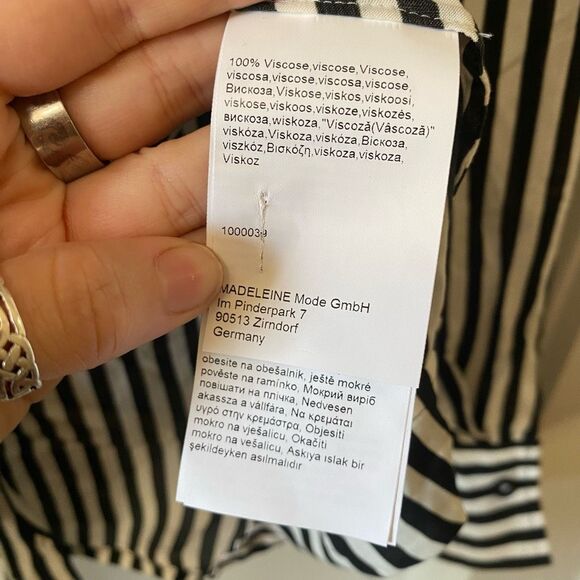 100% Viscose,viscose,Viscose,
viscosa,viscose,viscosa,viscose,
Вискоза,Viskose,viskos,viskoosi,
viskose,viskoos,viskoze,viskozès,
вискоза,wiskoza,"Viscoză(Vâscoză)"
viskóza,Viskoza,viskóza,Віскоза,
viszkóz,Βισκόζη,viskoza,viskoza,
Viskoz
1000039
MADELEINE Mode GmbH
Im Pinderpark 7
90513 Zirndorf
Germany
obesite na obešalnik, ještě mokré
pověste na ramínko, Мокрий виріб
повішати на плічка, Nedvesen
akassza a vállfára, Να κρεμάται
υγρό στην κρεμάστρα, Objesiti
mokro na vješalicu, Okačiti
mokro na vešalicu, Askıya ıslak bir
şekildeyken asılmalıdır